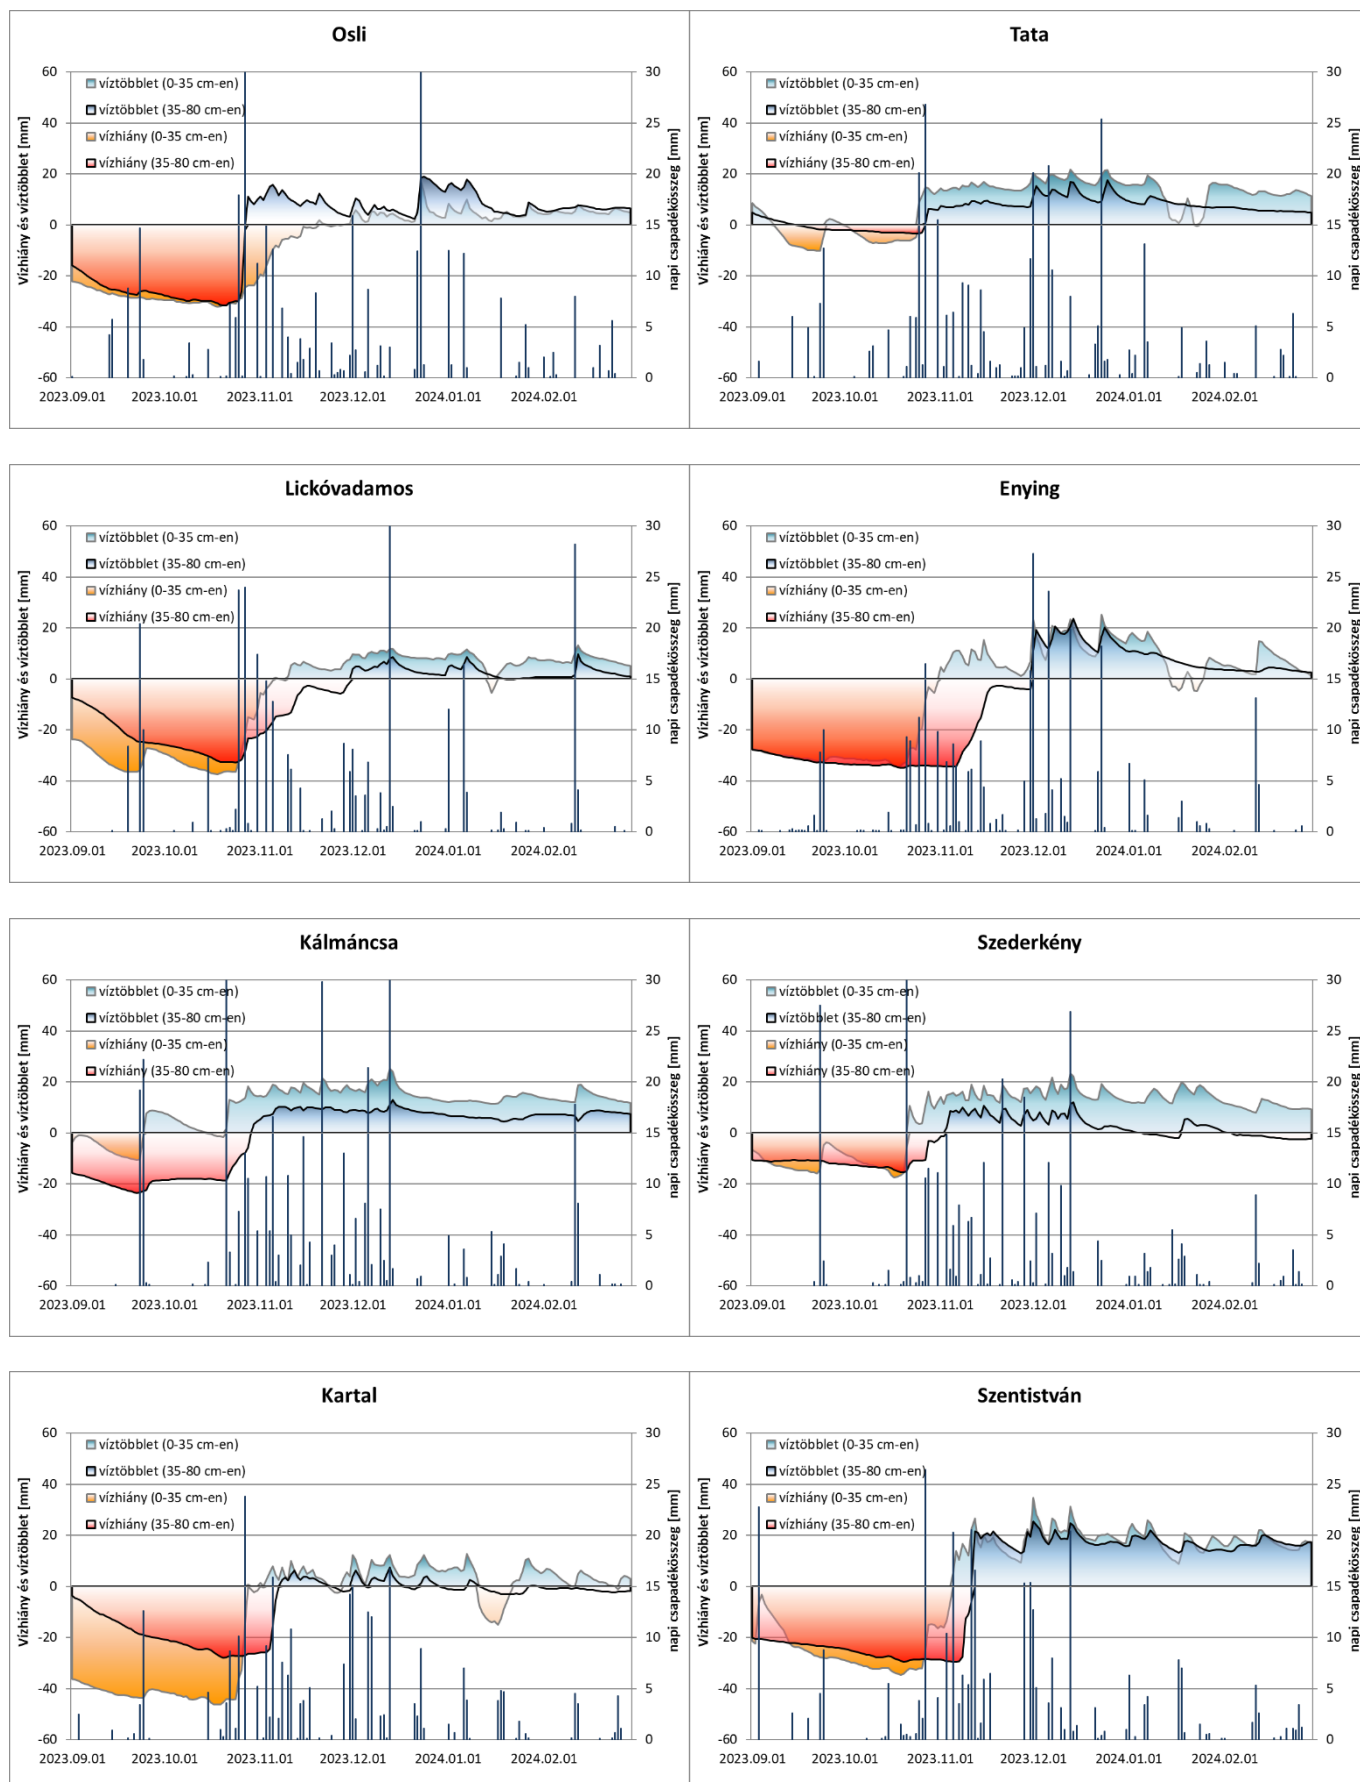 Osli
Vízhiány és víztöbblet [mm]
60
40
20
0
-20
-40
-60
víztöbblet (0-35 cm-en)
víztöbblet (35-80 cm-en)
vízhiány (0-35 cm-en)
vízhiány (35-80 cm-en)
30
25
20
15
10
5
0
napi csapadékösszeg [mm]
2023.09.01 2023.10.01 2023.11.01 2023.12.01 2024.01.01 2024.02.01
Tata
Vízhiány és víztöbblet [mm]
60
40
20
0
-20
-40
-60
víztöbblet (0-35 cm-en)
víztöbblet (35-80 cm-en)
vízhiány (0-35 cm-en)
vízhiány (35-80 cm-en)
30
25
20
15
10
5
0
napi csapadékösszeg [mm]
2023.09.01 2023.10.01 2023.11.01 2023.12.01 2024.01.01 2024.02.01
Lickóvadamos
Vízhiány és víztöbblet [mm]
60
40
20
0
-20
-40
-60
víztöbblet (0-35 cm-en)
víztöbblet (35-80 cm-en)
vízhiány (0-35 cm-en)
vízhiány (35-80 cm-en)
30
25
20
15
10
5
0
napi csapadékösszeg [mm]
2023.09.01 2023.10.01 2023.11.01 2023.12.01 2024.01.01 2024.02.01
Enying
Vízhiány és víztöbblet [mm]
60
40
20
0
-20
-40
-60
víztöbblet (0-35 cm-en)
víztöbblet (35-80 cm-en)
vízhiány (0-35 cm-en)
vízhiány (35-80 cm-en)
30
25
20
15
10
5
0
napi csapadékösszeg [mm]
2023.09.01 2023.10.01 2023.11.01 2023.12.01 2024.01.01 2024.02.01
Kálmáncsa
Vízhiány és víztöbblet [mm]
60
40
20
0
-20
-40
-60
víztöbblet (0-35 cm-en)
víztöbblet (35-80 cm-en)
vízhiány (0-35 cm-en)
vízhiány (35-80 cm-en)
30
25
20
15
10
5
0
napi csapadékösszeg [mm]
2023.09.01 2023.10.01 2023.11.01 2023.12.01 2024.01.01 2024.02.01
Szederkény
Vízhiány és víztöbblet [mm]
60
40
20
0
-20
-40
-60
víztöbblet (0-35 cm-en)
víztöbblet (35-80 cm-en)
vízhiány (0-35 cm-en)
vízhiány (35-80 cm-en)
30
25
20
15
10
5
0
napi csapadékösszeg [mm]
2023.09.01 2023.10.01 2023.11.01 2023.12.01 2024.01.01 2024.02.01
Kartal
Vízhiány és víztöbblet [mm]
60
40
20
0
-20
-40
-60
víztöbblet (0-35 cm-en)
víztöbblet (35-80 cm-en)
vízhiány (0-35 cm-en)
vízhiány (35-80 cm-en)
30
25
20
15
10
5
0
napi csapadékösszeg [mm]
2023.09.01 2023.10.01 2023.11.01 2023.12.01 2024.01.01 2024.02.01
Szentistván
Vízhiány és víztöbblet [mm]
60
40
20
0
-20
-40
-60
víztöbblet (0-35 cm-en)
víztöbblet (35-80 cm-en)
vízhiány (0-35 cm-en)
vízhiány (35-80 cm-en)
30
25
20
15
10
5
0
napi csapadékösszeg [mm]
2023.09.01 2023.10.01 2023.11.01 2023.12.01 2024.01.01 2024.02.01